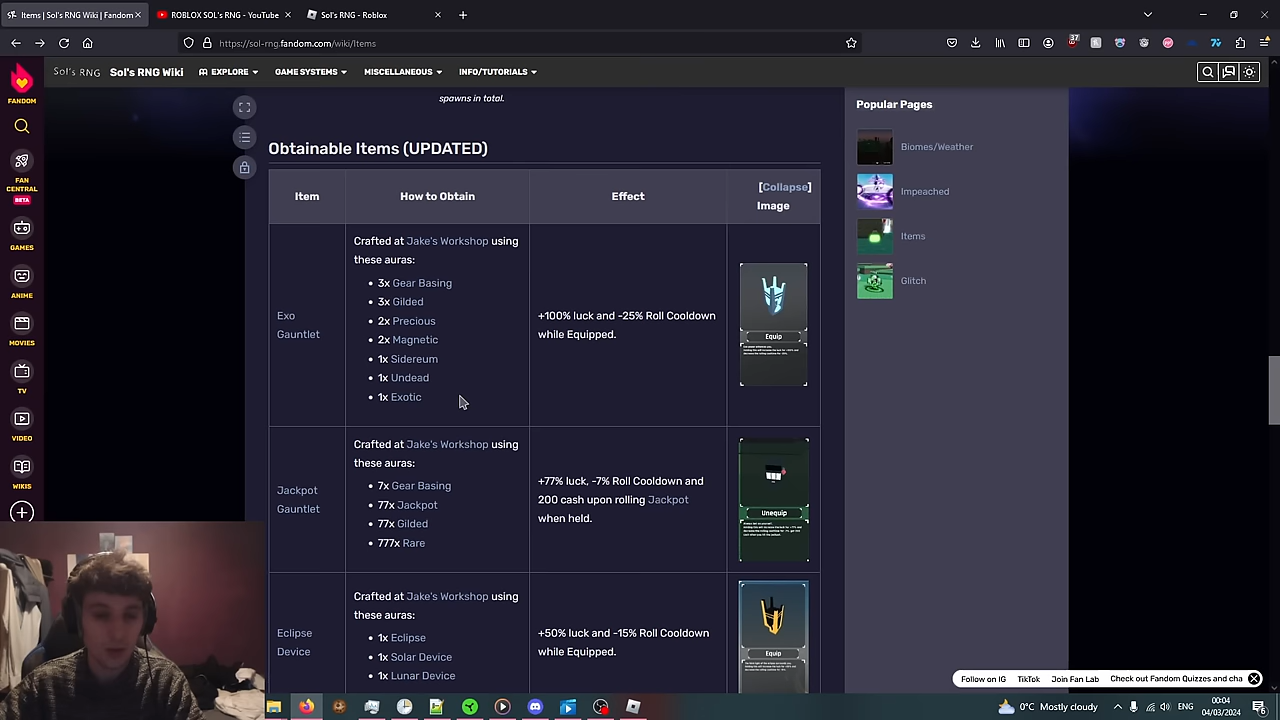 Items | Sol's RNG Wiki | Fandom
ROBLOX SOL's RNG - YouTube
Sol's RNG - Roblox
https://sol-rng.fandom.com/wiki/Items
37
FANDOM
Sol's RNG
Sol's RNG Wiki
EXPLORE
GAME SYSTEMS
MISCELLANEOUS
INFO/TUTORIALS
FAN
CENTRAL
BETA
GAMES
ANIME
MOVIES
TV
VIDEO
WIKIS
spawns in total.
Obtainable Items (UPDATED)
Item
How to Obtain
Effect
[Collapse]
Image
Exo
Gauntlet
Crafted at Jake's Workshop using
these auras:
3x Gear Basing
3x Gilded
2x Precious
2x Magnetic
1x Sidereum
1x Undead
1x Exotic
+100% luck and -25% Roll Cooldown
while Equipped.
Equip
Jackpot
Gauntlet
Crafted at Jake's Workshop using
these auras:
7x Gear Basing
77x Jackpot
77x Gilded
777x Rare
+77% luck, -7% Roll Cooldown and
200 cash upon rolling Jackpot
when held.
Unequip
Eclipse
Device
Crafted at Jake's Workshop using
these auras:
1x Eclipse
1x Solar Device
1x Lunar Device
+50% luck and -15% Roll Cooldown
while Equipped.
Equip
Popular Pages
Biomes/Weather
Impeached
Items
Glitch
Follow on IG
TikTok
Join Fan Lab
Check out Fandom Quizzes and cha
0°C Mostly cloudy
ENG
00:04
04/03/2024
6